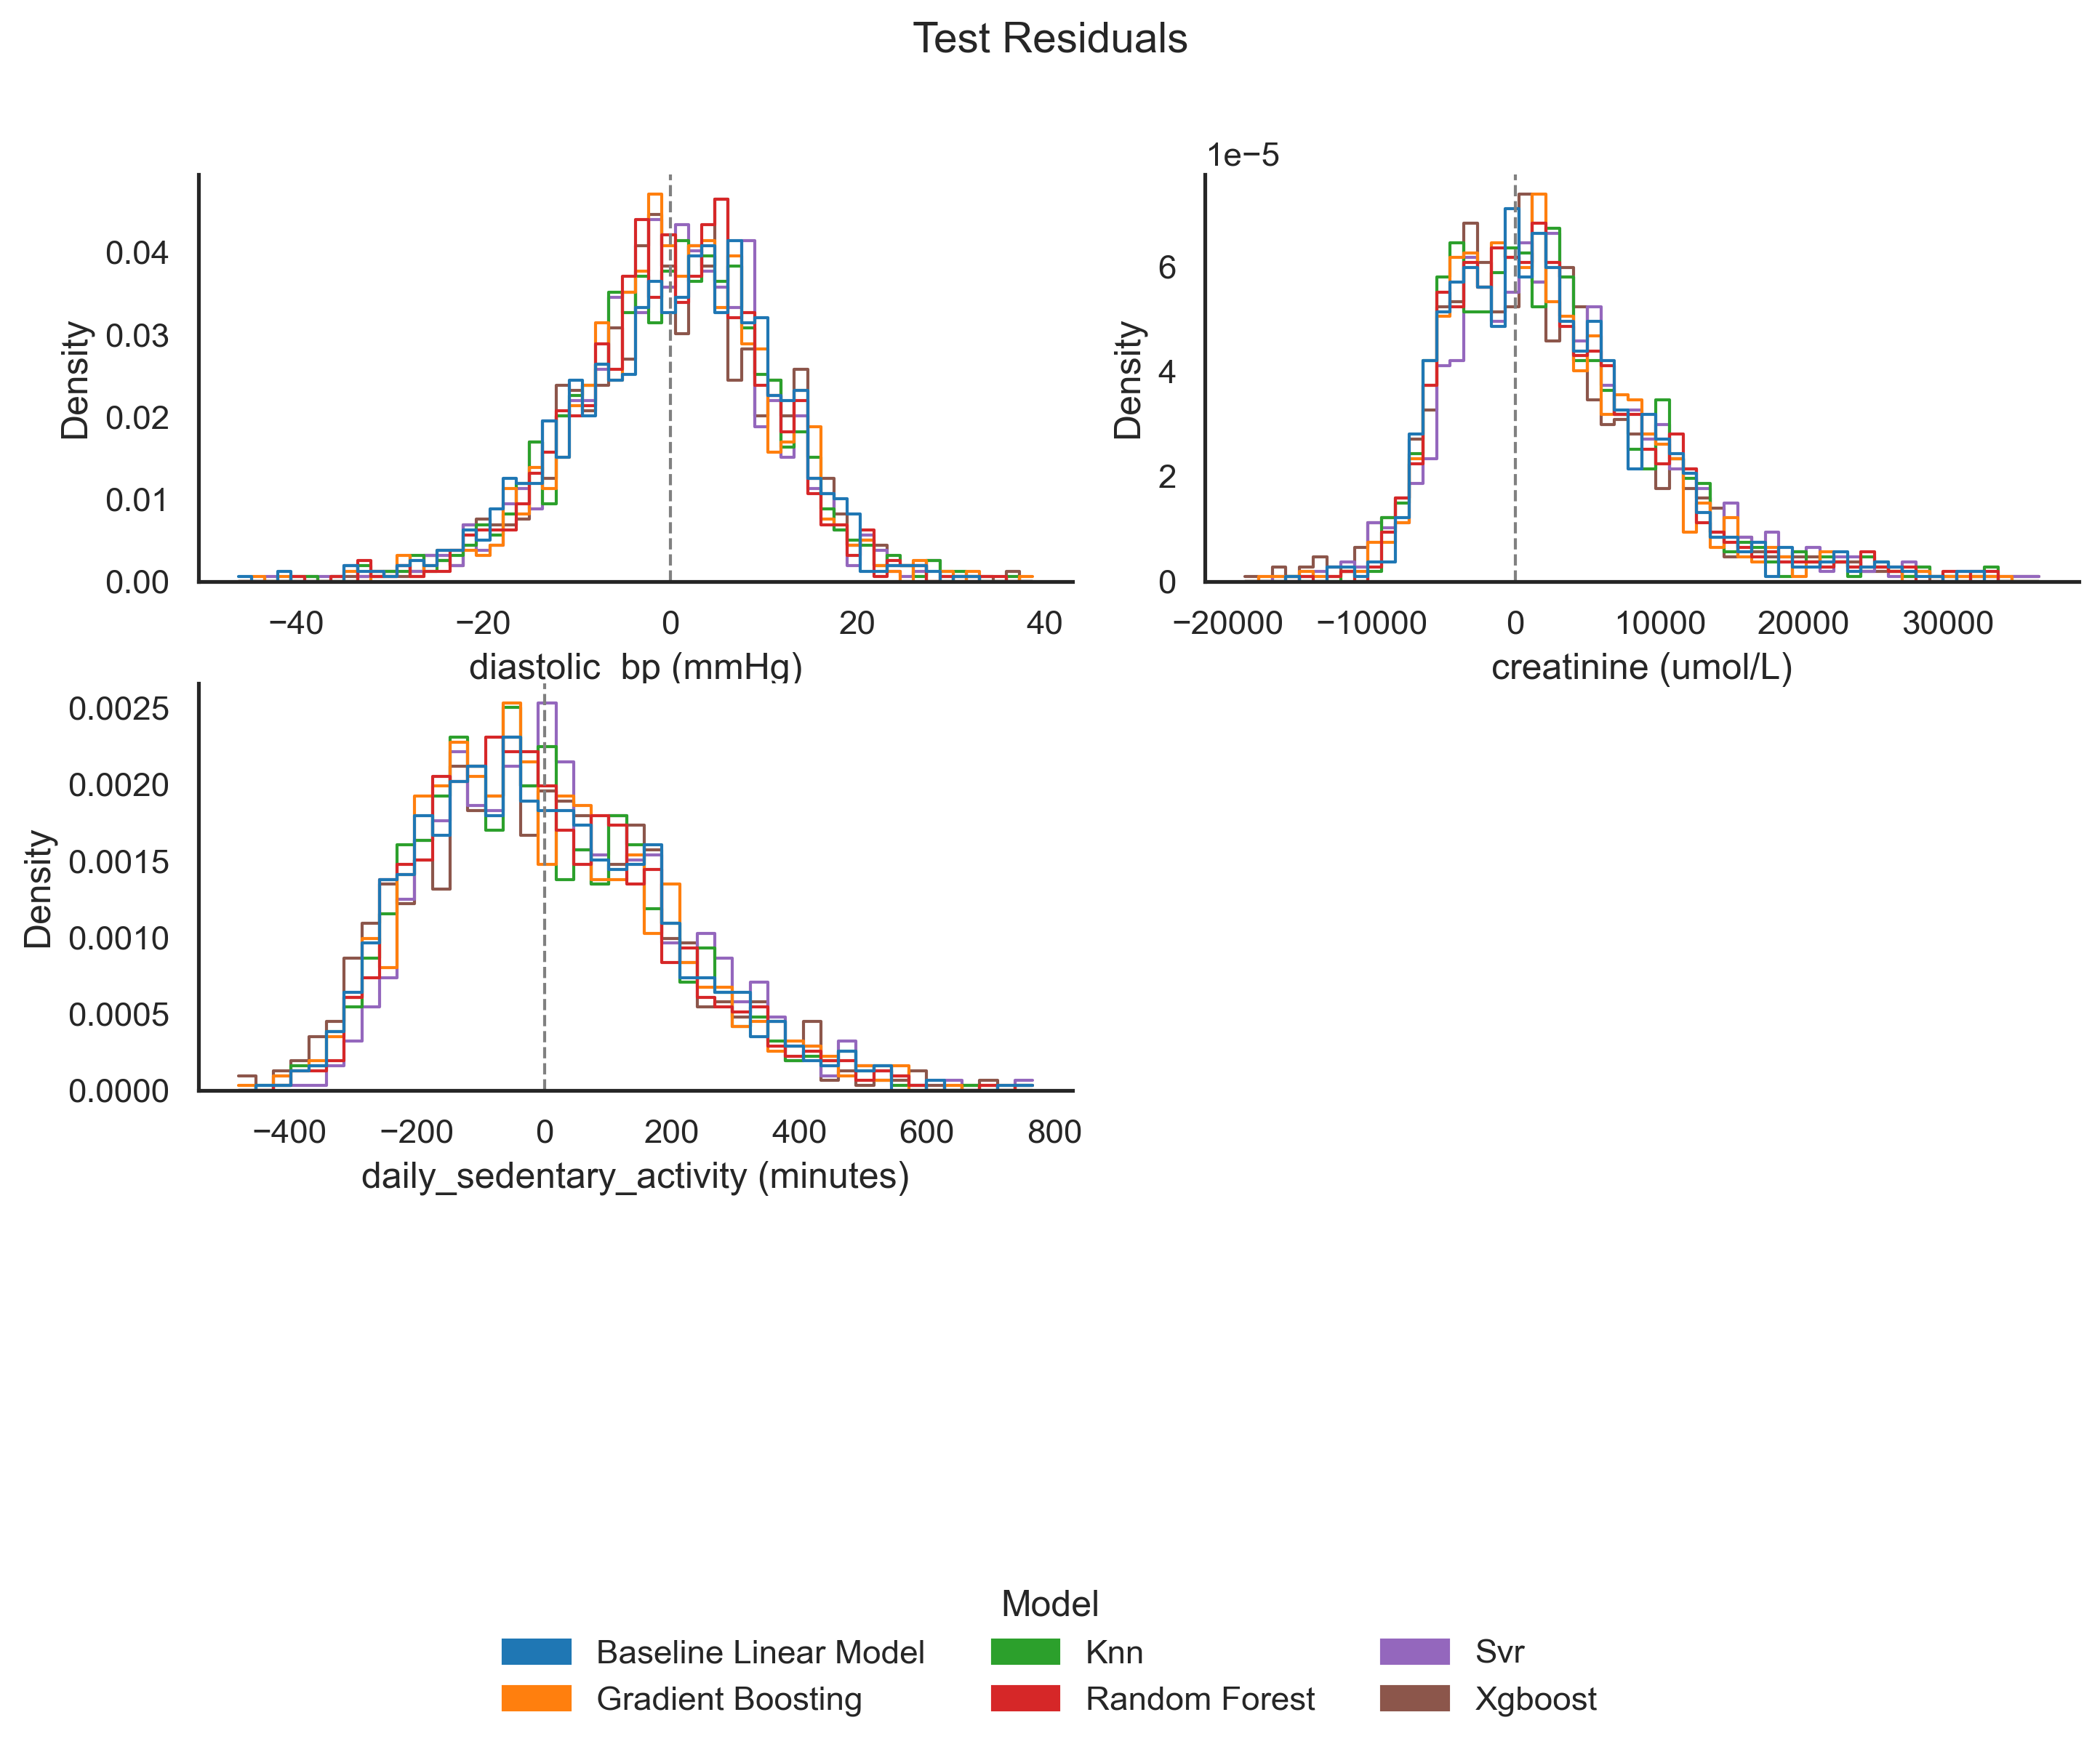 Test Residuals
1e−5
Density
0.04
0.03
0.02
0.01
0.00
−40 −20 0 20 40
diastolic bp (mmHg)
Density
6
4
2
0
−20000 −10000 0 10000 20000 30000
creatinine (umol/L)
Density
0.0025
0.0020
0.0015
0.0010
0.0005
0.0000
−400 −200 0 200 400 600 800
daily_sedentary_activity (minutes)
Model
Baseline Linear Model Knn Svr
Gradient Boosting Random Forest Xgboost